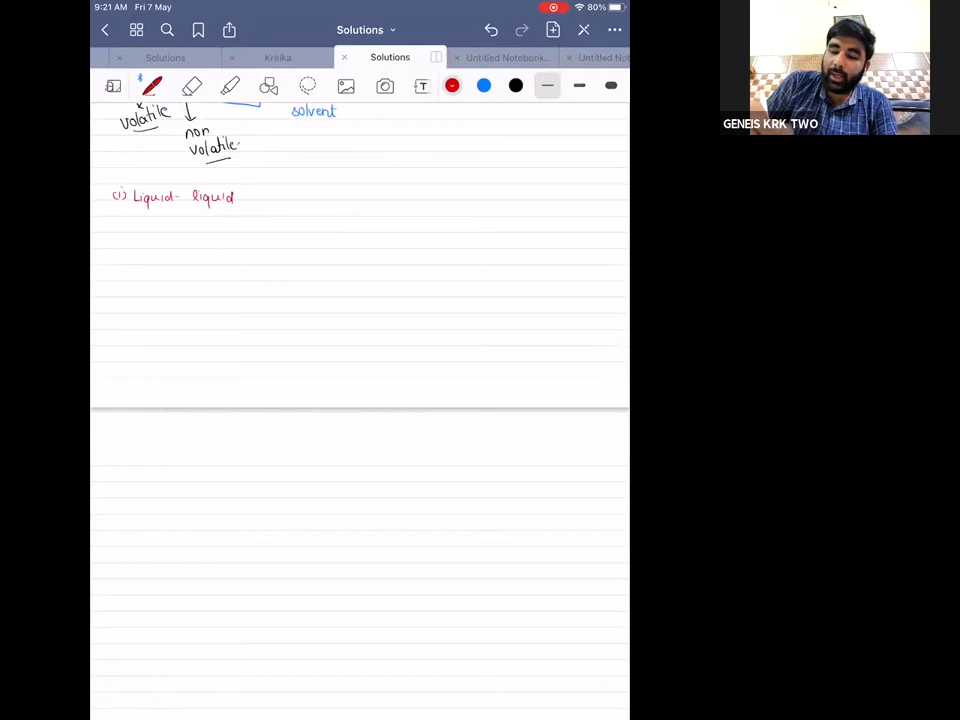 9:21 AM Fri 7 May
80%
Solutions
Solutions
Kritika
Solutions
Untitled Notebook...
Untitled Not
T
volatile
solvent
non
volatile
(i) Liquid- liquid
GENEIS KRK TWO